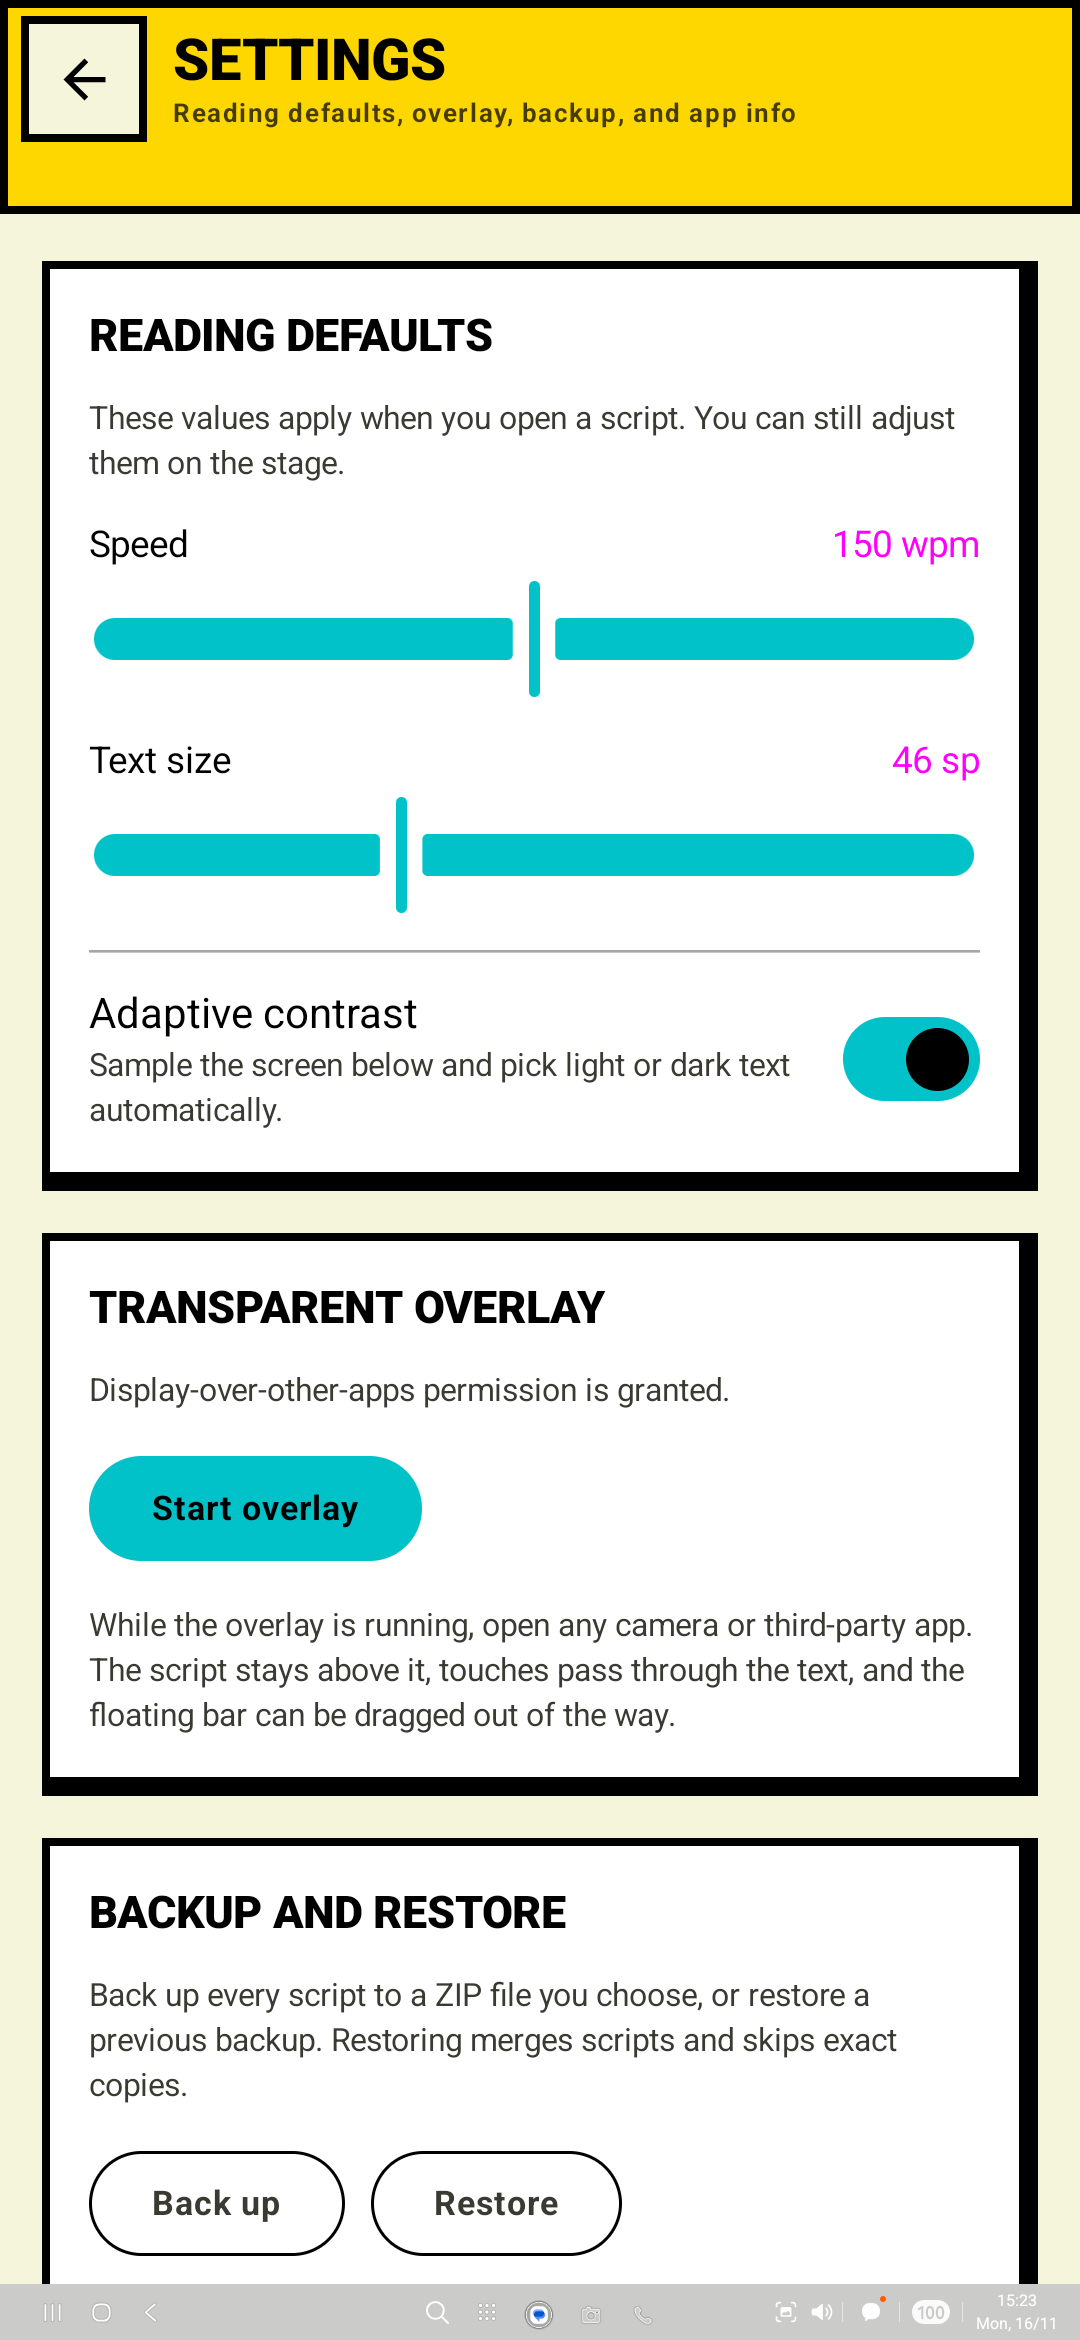 SETTINGS
Reading defaults, overlay, backup, and app info
READING DEFAULTS
These values apply when you open a script. You can still adjust
them on the stage.
Speed
150 wpm
Text size
46 sp
Adaptive contrast
Sample the screen below and pick light or dark text
automatically.
TRANSPARENT OVERLAY
Display-over-other-apps permission is granted.
Start overlay
While the overlay is running, open any camera or third-party app.
The script stays above it, touches pass through the text, and the
floating bar can be dragged out of the way.
BACKUP AND RESTORE
Back up every script to a ZIP file you choose, or restore a
previous backup. Restoring merges scripts and skips exact
copies.
Back up
Restore
100
15:23
Mon, 16/11